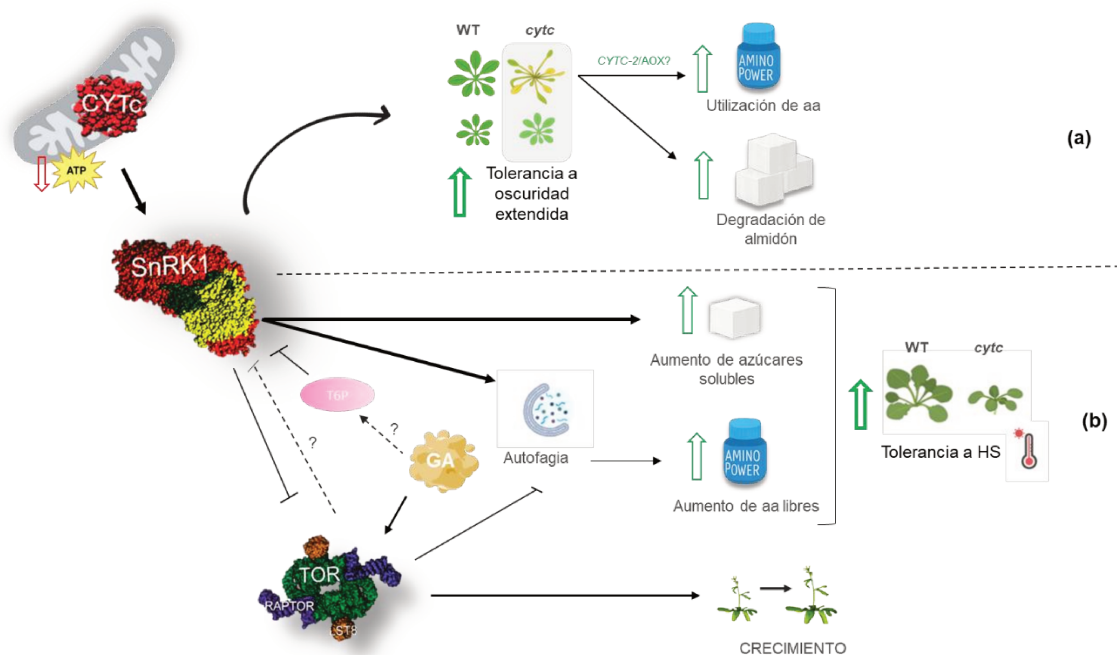 WT
cytc
CYTc
ATP
CYTC-2/AOX?
AMINO
POWER
Utilización de aa
(a)
Tolerancia a
oscuridad
extendida
Degradación de
almidón
SnRK1
Aumento de azúcares
solubles
WT
cytc
T6P
?
?
GA
Autofagia
AMINO
POWER
Aumento de aa libres
Tolerancia a HS
(b)
TOR
RAPTOR
LST8
CRECIMIENTO